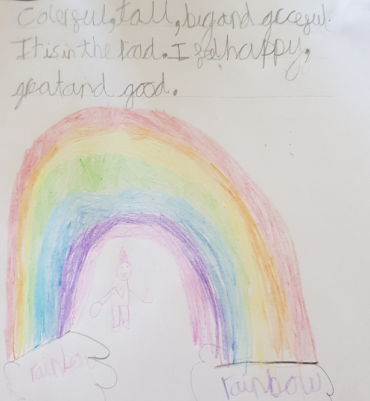 Colorful, tall, big and graceful.
It is in the road. I feel happy,
great and good.
rainbow
rainbow